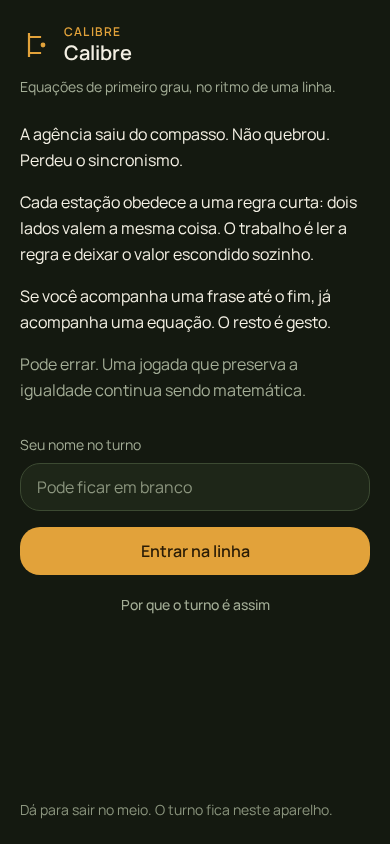 CALIBRE
Calibre
Equações de primeiro grau, no ritmo de uma linha.
A agência saiu do compasso. Não quebrou.
Perdeu o sincronismo.
Cada estação obedece a uma regra curta: dois
lados valem a mesma coisa. O trabalho é ler a
regra e deixar o valor escondido sozinho.
Se você acompanha uma frase até o fim, já
acompanha uma equação. O resto é gesto.
Pode errar. Uma jogada que preserva a
igualdade continua sendo matemática.
Seu nome no turno
Pode ficar em branco
Entrar na linha
Por que o turno é assim
Dá para sair no meio. O turno fica neste aparelho.